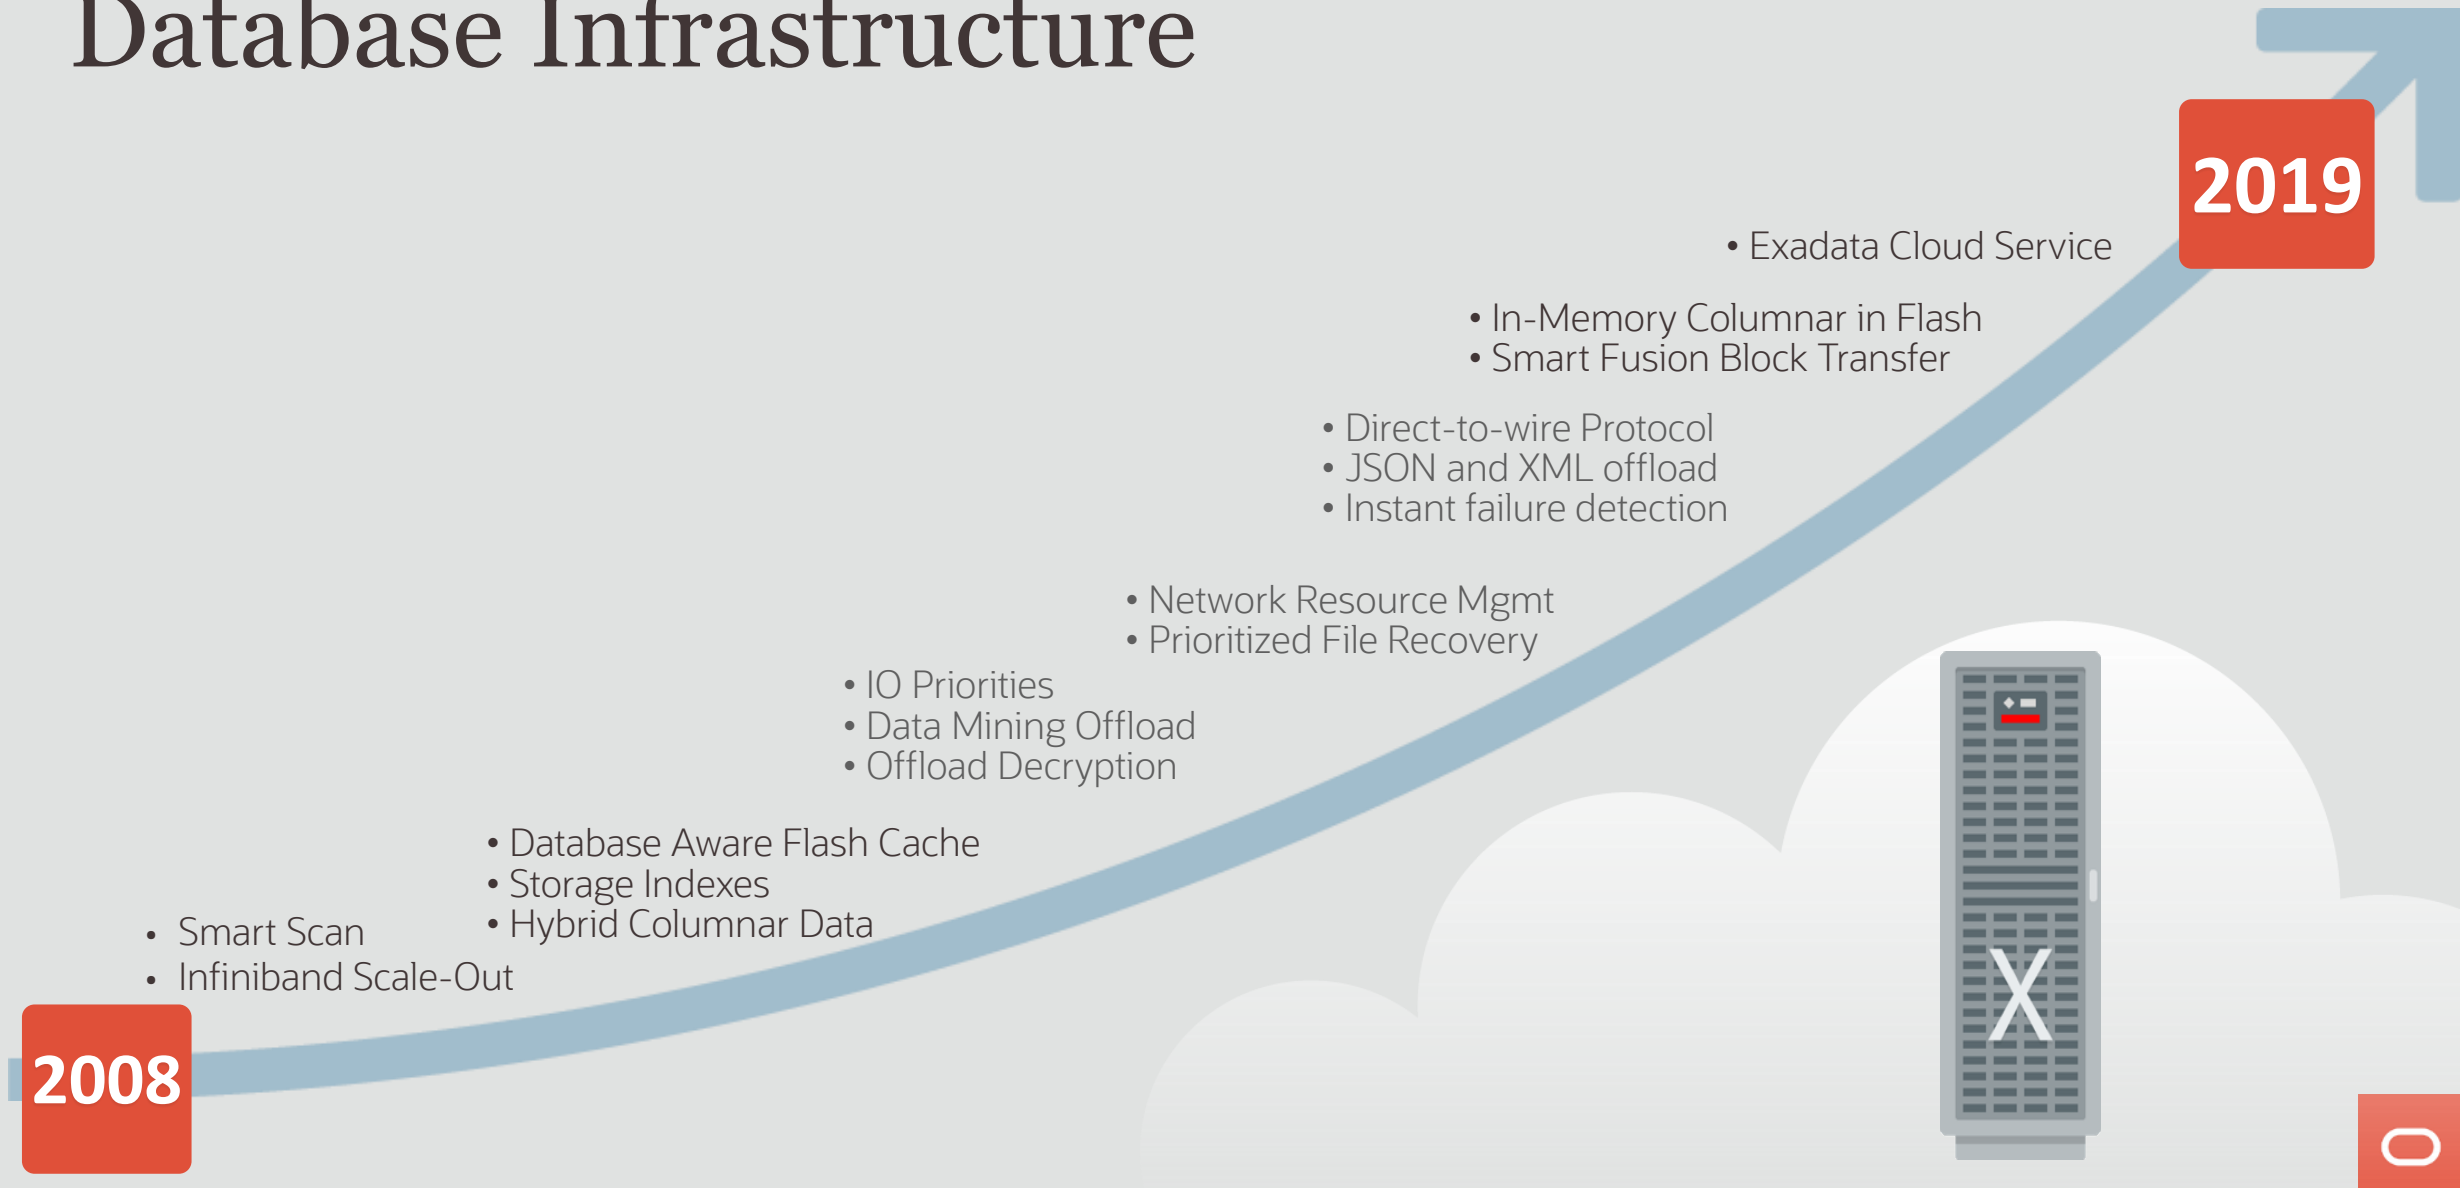 Database Infrastructure
2019
• Exadata Cloud Service
• In-Memory Columnar in Flash
• Smart Fusion Block Transfer
• Direct-to-wire Protocol
• JSON and XML offload
• Instant failure detection
• Network Resource Mgmt
• Prioritized File Recovery
• IO Priorities
• Data Mining Offload
• Offload Decryption
• Database Aware Flash Cache
• Storage Indexes
• Hybrid Columnar Data
• Smart Scan
• Infiniband Scale-Out
2008
X